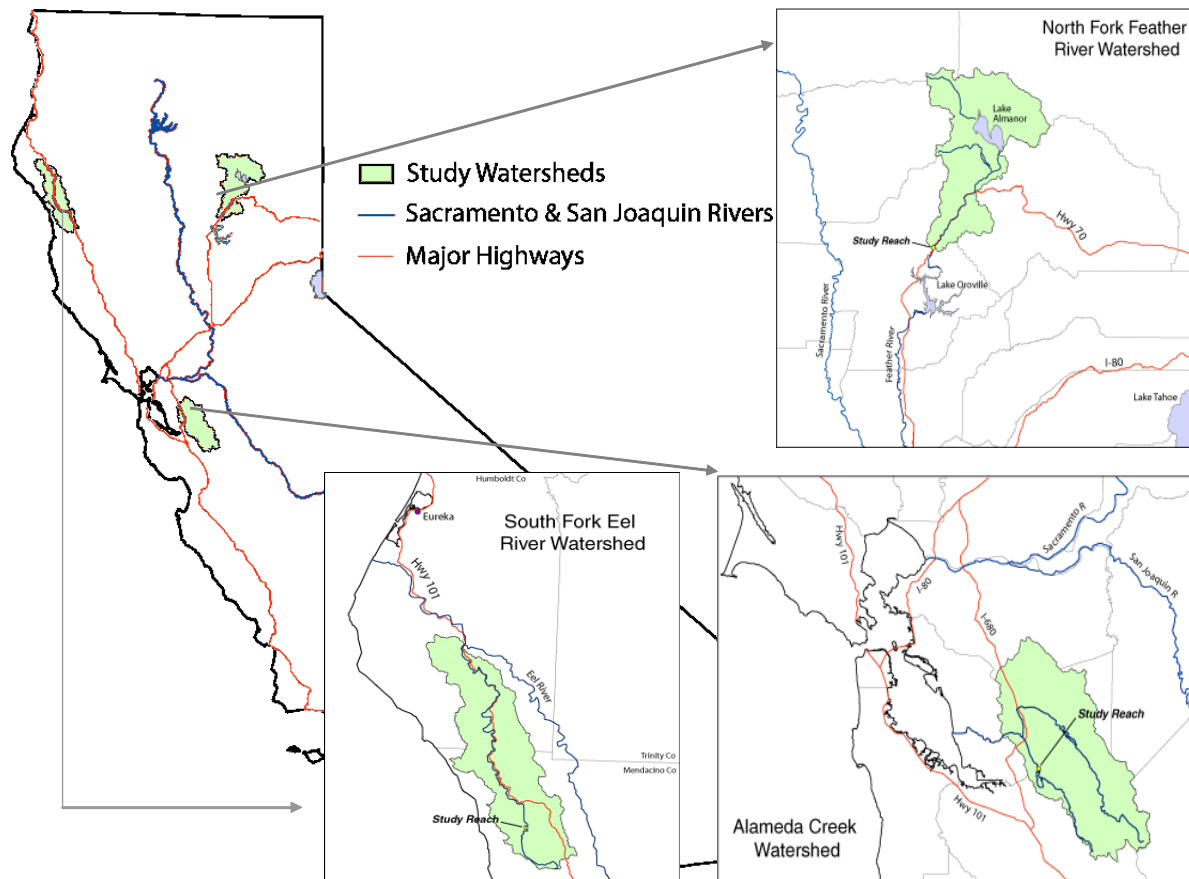 Study Watersheds
Sacramento & San Joaquin Rivers
Major Highways
North Fork Feather
River Watershed
Lake
Almanor
Hwy 70
Study Reach
Lake Oroville
Sacramento River
Feather River
I-80
Lake Tahoe
Humboldt Co
Eureka
South Fork Eel
River Watershed
Hwy 101
Eel River
Trinity Co
Mendacino Co
Study Reach
Hwy 101
I-80
Sacramento R
San Joaquin R
I-680
Study Reach
Hwy 101
Alameda Creek
Watershed